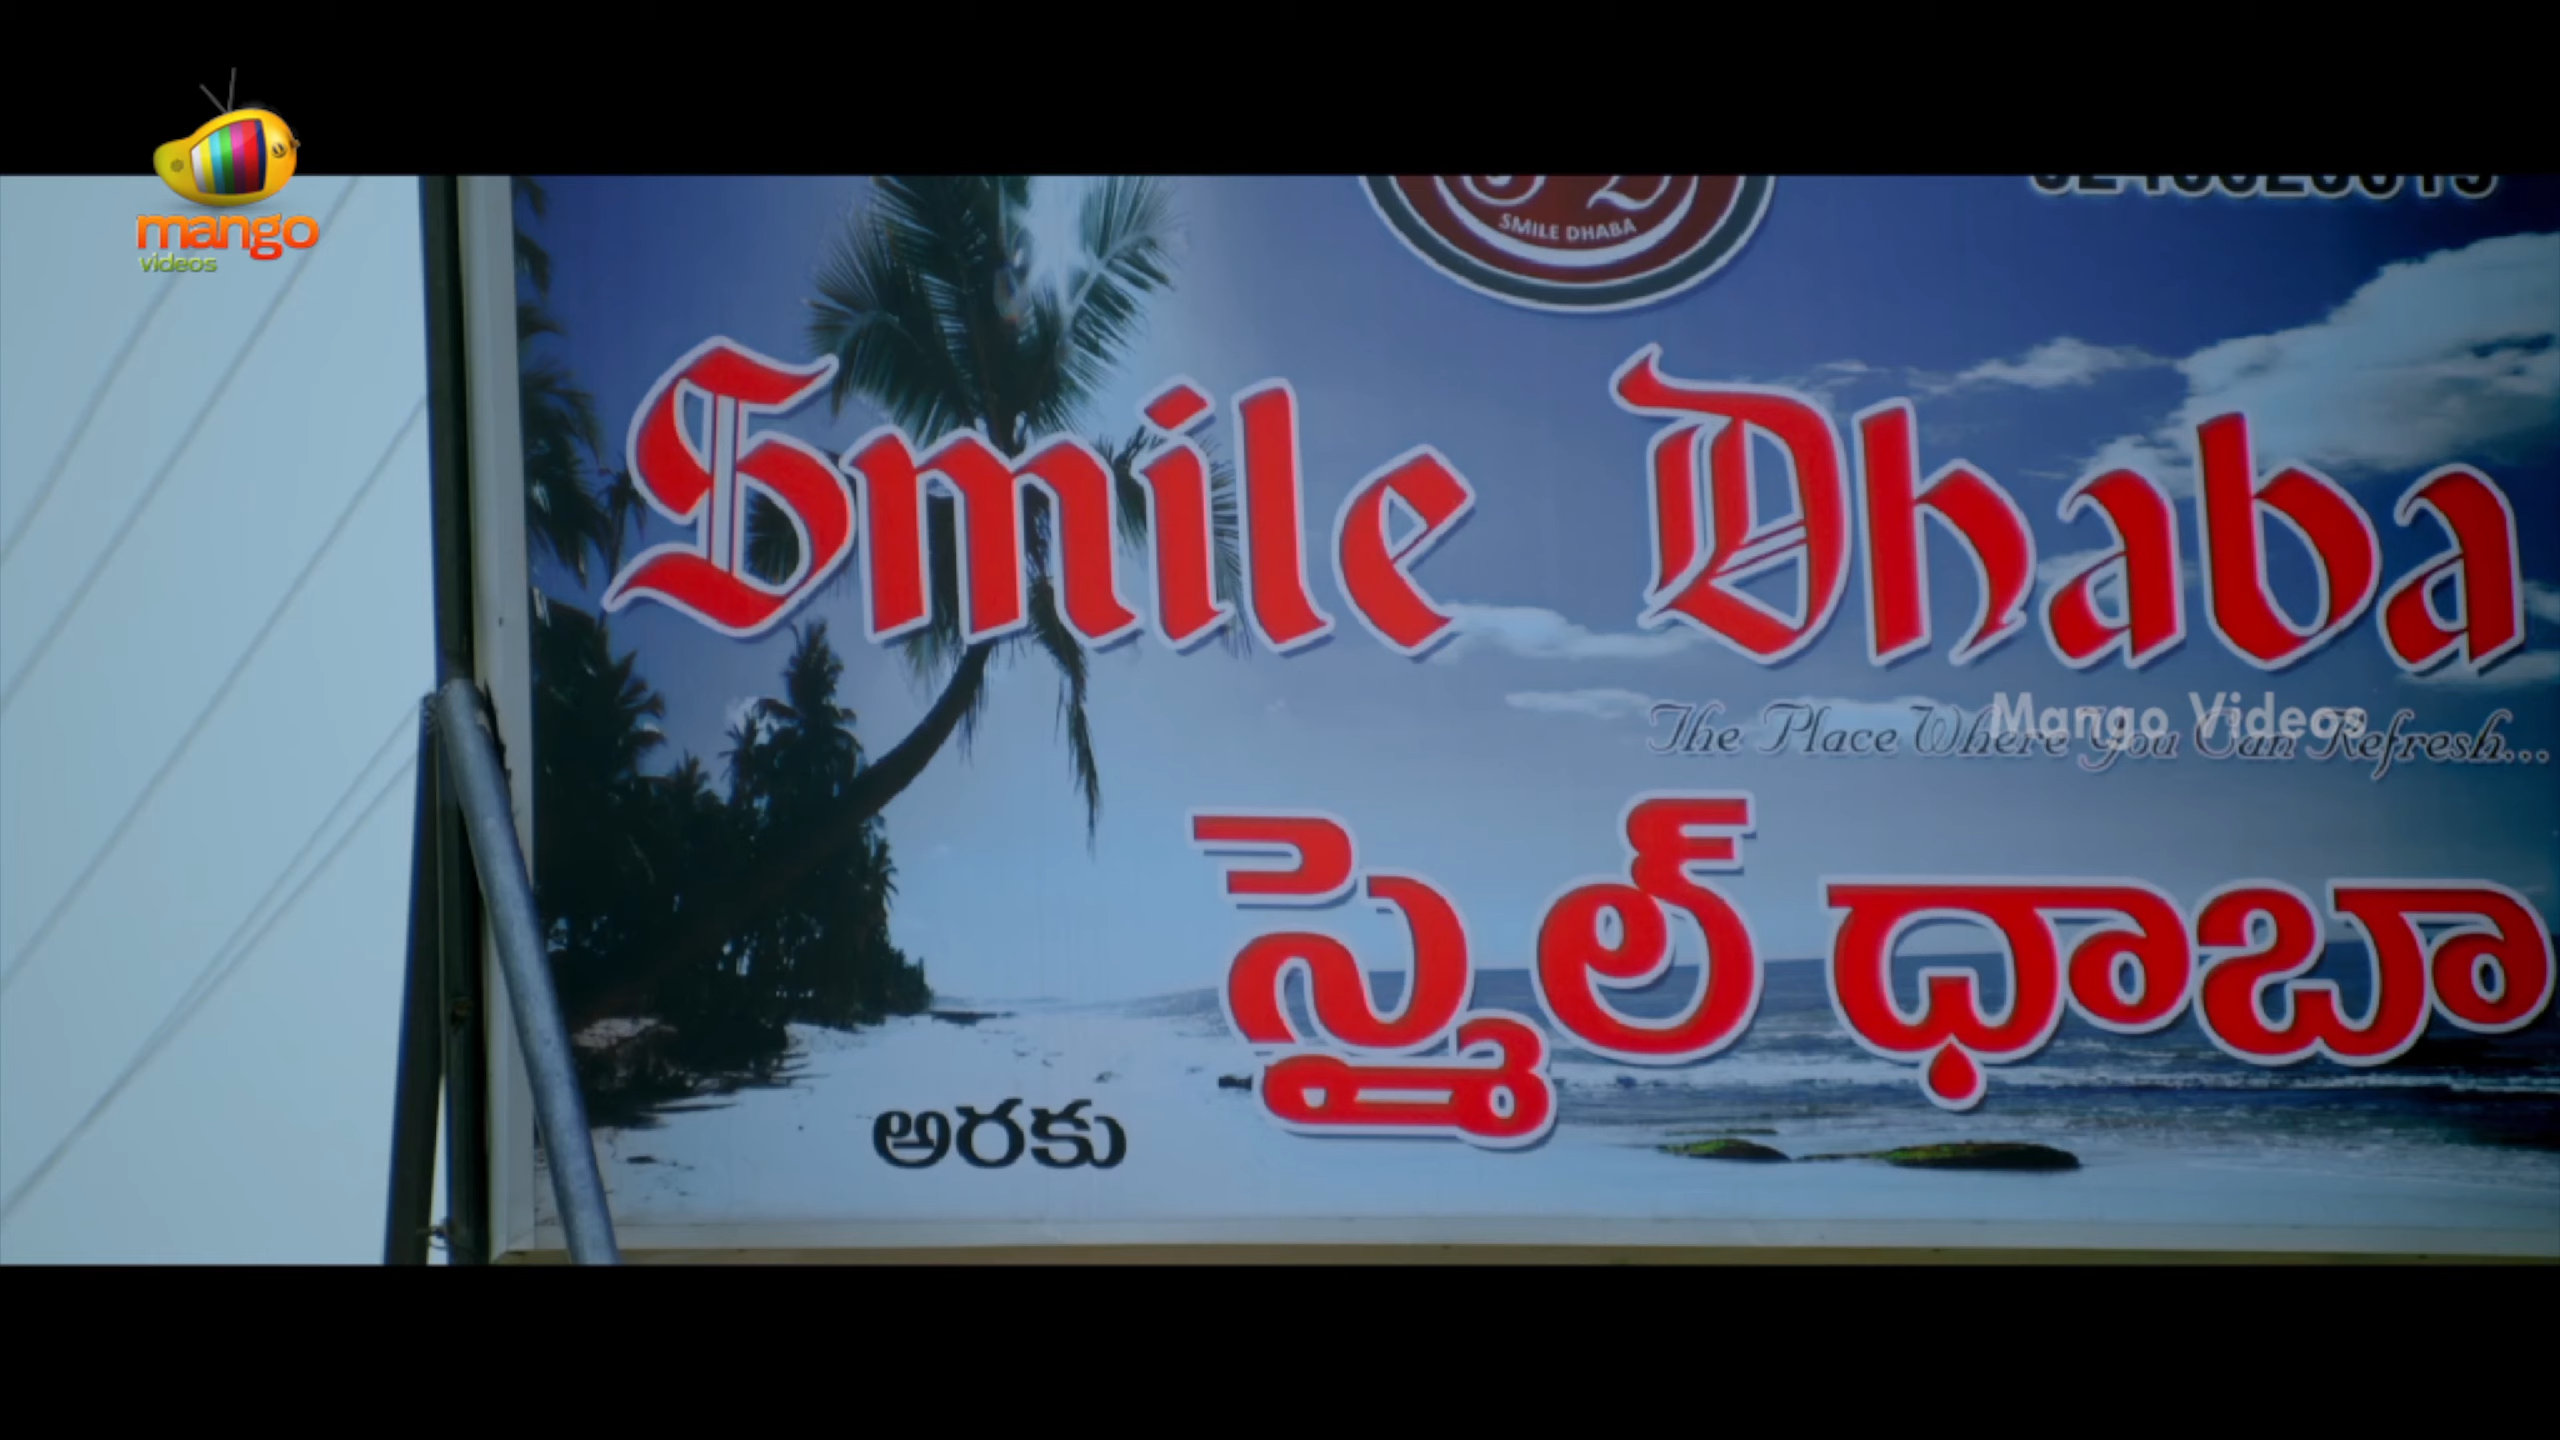 mango
videos
SMILE DHABA
Smile Dhaba
The Place Where You Can Refresh...
Mango Videos
స్మైల్ ధాబా
అరకు